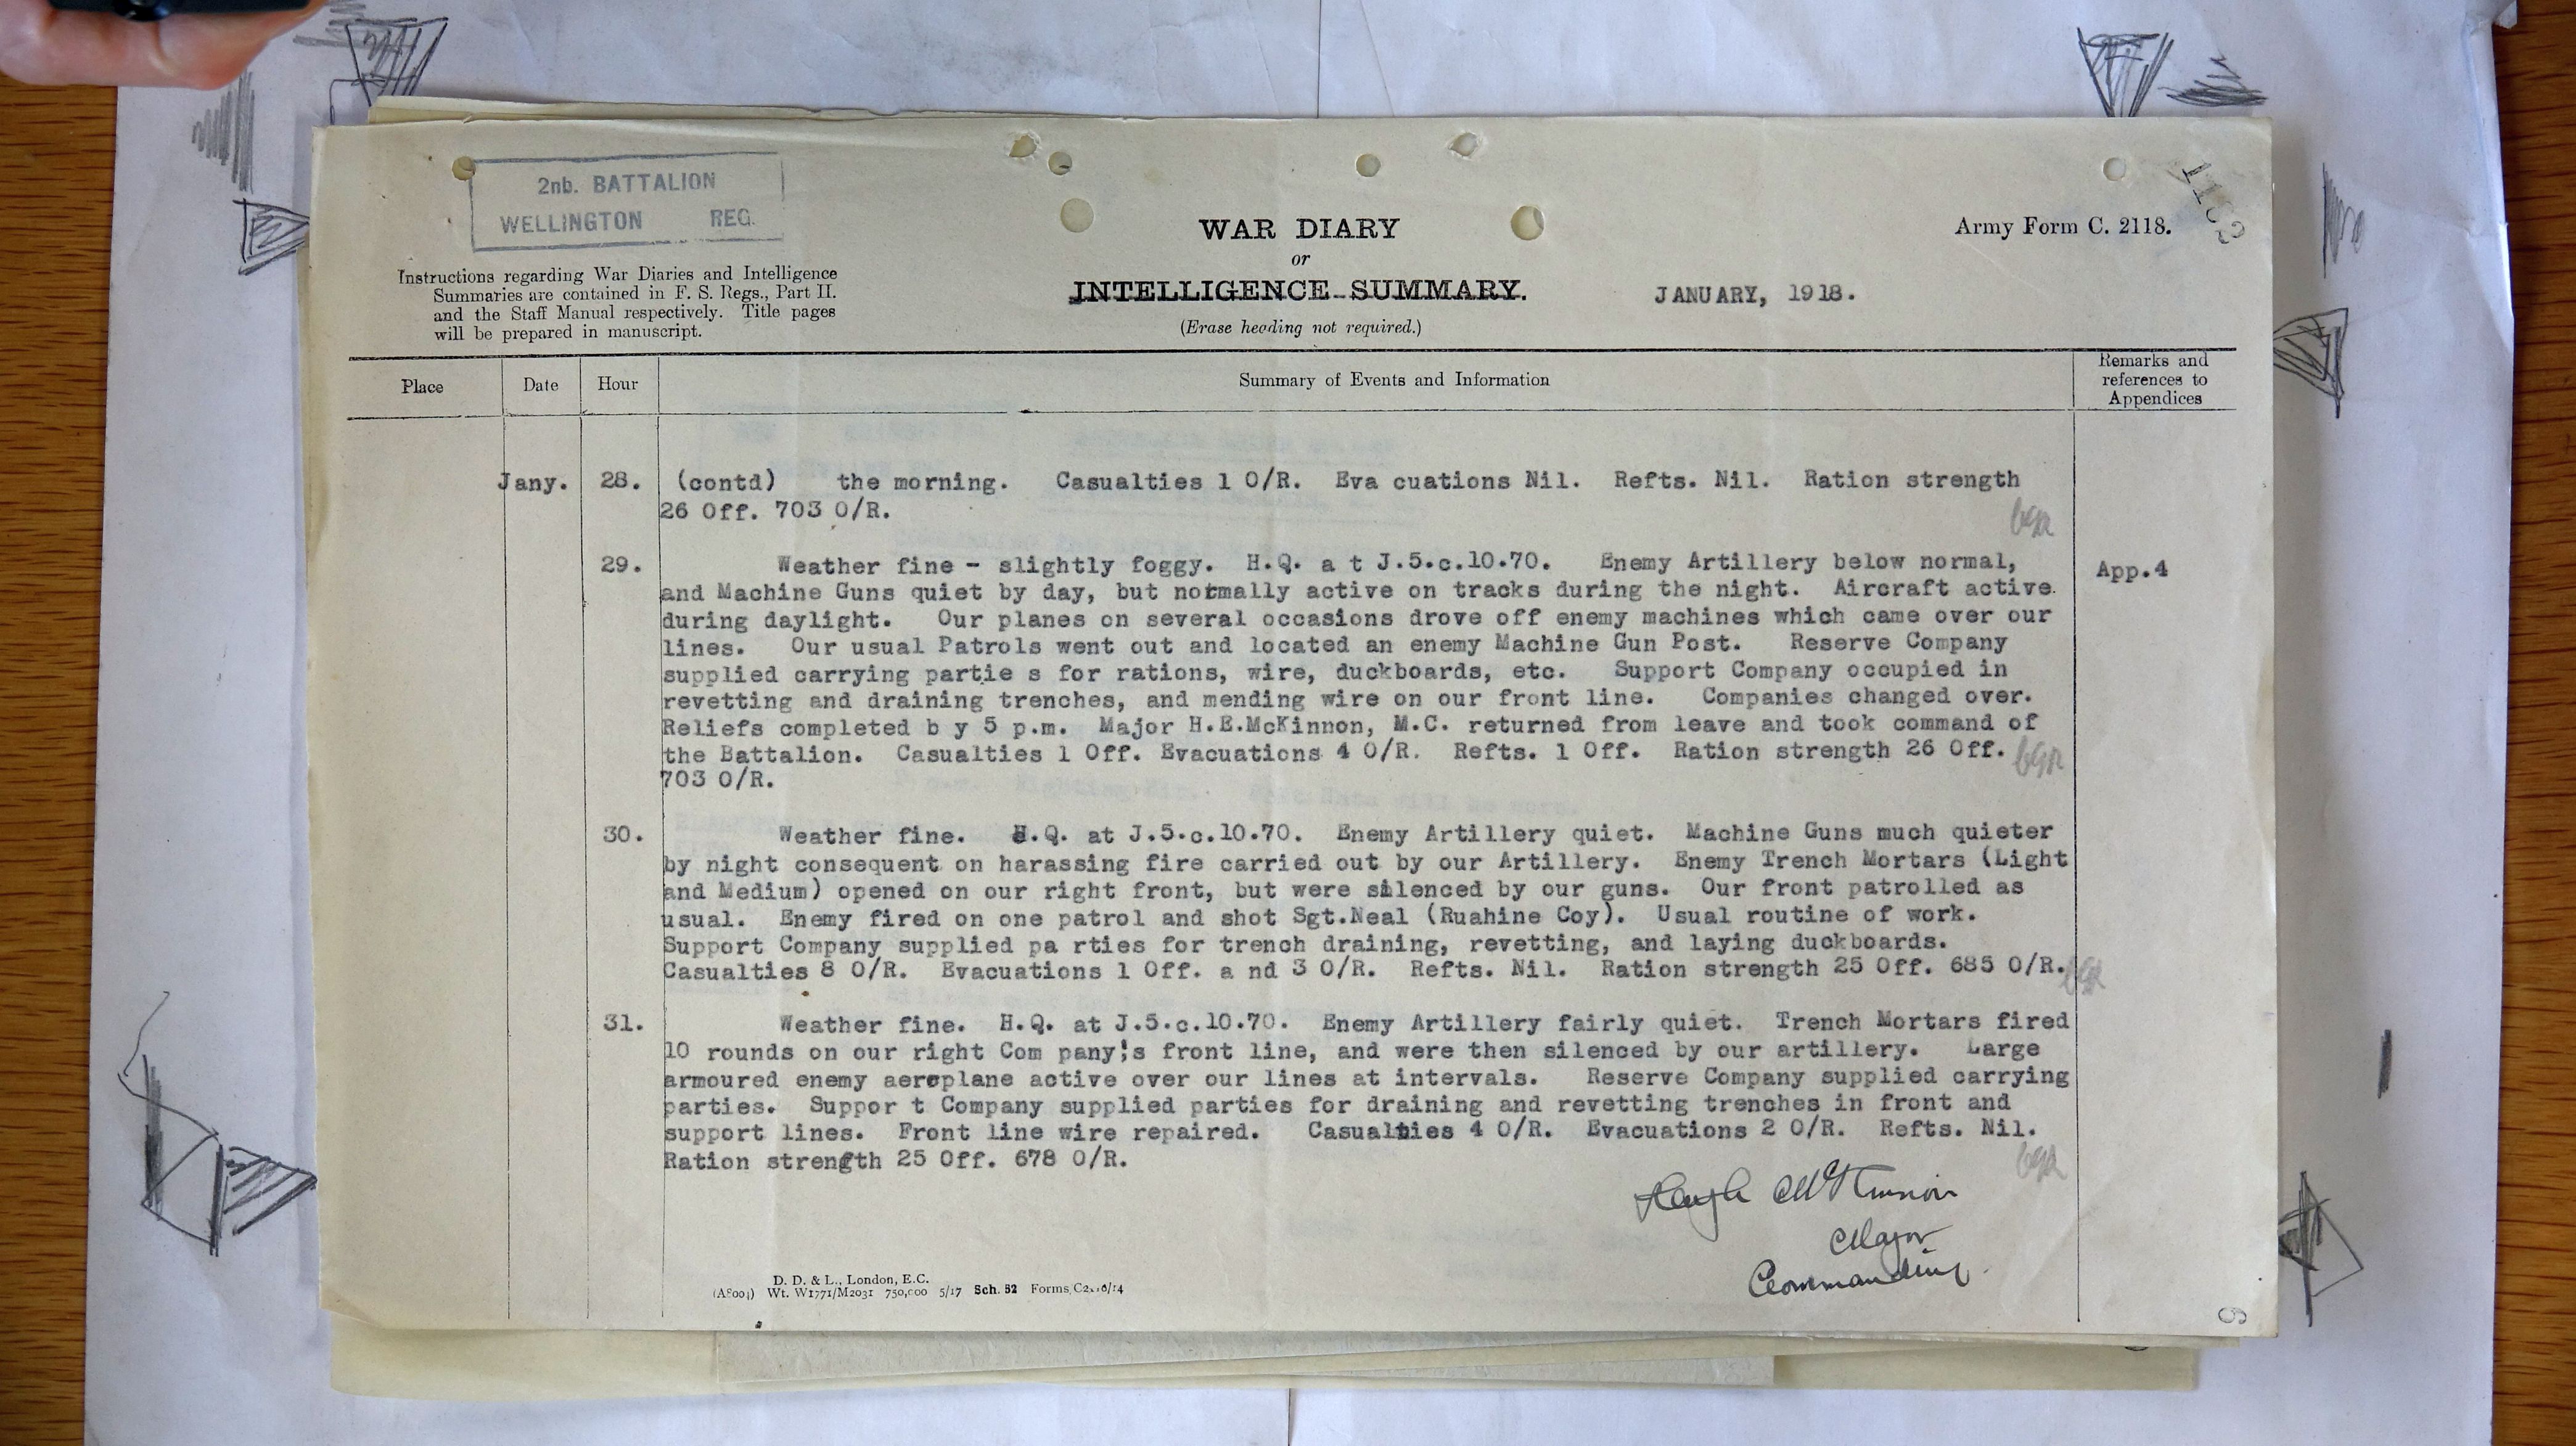 2nb. BATTALION
WELLINGTON REG.
1182
Instructions regarding War Diaries and Intelligence
Summaries are contained in F. S. Regs., Part II.
and the Staff Manual respectively. Title pages
will be prepared in manuscript.
WAR DIARY
or
INTELLIGENCE SUMMARY.
(Erase heading not required.)
JANUARY, 1918.
Army Form C. 2118.
Place Date Hour Summary of Events and Information Remarks and references to Appendices
Jany. 28. (contd) the morning. Casualties 1 O/R. Eva cuations Nil. Refts. Nil. Ration strength
26 Off. 703 O/R.
29. Weather fine - slightly foggy. H.Q. a t J.5.c.10.70. Enemy Artillery below normal, App.4
and Machine Guns quiet by day, but normally active on tracks during the night. Aircraft active
during daylight. Our planes on several occasions drove off enemy machines which came over our
lines. Our usual Patrols went out and located an enemy Machine Gun Post. Reserve Company
supplied carrying partie s for rations, wire, duckboards, etc. Support Company occupied in
revetting and draining trenches, and mending wire on our front line. Companies changed over.
Reliefs completed b y 5 p.m. Major H.E.McKinnon, M.C. returned from leave and took command of
the Battalion. Casualties 1 Off. Evacuations 4 O/R. Refts. 1 Off. Ration strength 26 Off.
703 O/R.
30. Weather fine. H.Q. at J.5.c.10.70. Enemy Artillery quiet. Machine Guns much quieter
by night consequent on harassing fire carried out by our Artillery. Enemy Trench Mortars (Light
and Medium) opened on our right front, but were silenced by our guns. Our front patrolled as
usual. Enemy fired on one patrol and shot Sgt.Neal (Ruahine Coy). Usual routine of work.
Support Company supplied pa rties for trench draining, revetting, and laying duckboards.
Casualties 8 O/R. Evacuations 1 Off. a nd 3 O/R. Refts. Nil. Ration strength 25 Off. 685 O/R.
31. Weather fine. H.Q. at J.5.c.10.70. Enemy Artillery fairly quiet. Trench Mortars fired
10 rounds on our right Com pany's front line, and were then silenced by our artillery. Large
armoured enemy aeroplane active over our lines at intervals. Reserve Company supplied carrying
parties. Suppor t Company supplied parties for draining and revetting trenches in front and
support lines. Front line wire repaired. Casualties 4 O/R. Evacuations 2 O/R. Refts. Nil.
Ration strength 25 Off. 678 O/R.
Hugh McKinnon
Major
Commanding.
D. D. & L., London, E.C.
Wt. W1771/M2031 750,000 5/17 Sch. 52
6